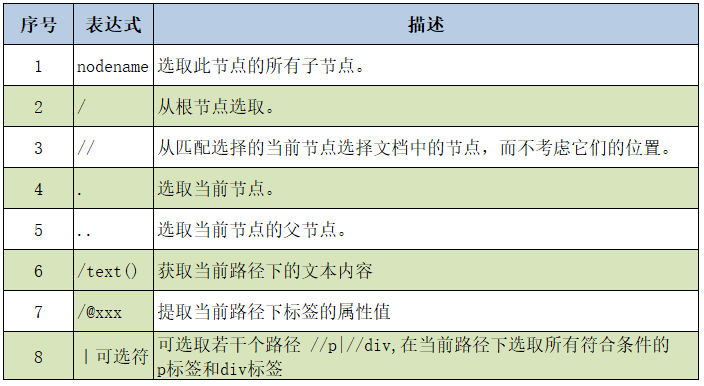 序号 表达式 描述
1 nodename 选取此节点的所有子节点。
2 / 从根节点选取。
3 // 从匹配选择的当前节点选择文档中的节点，而不考虑它们的位置。
4 . 选取当前节点。
5 .. 选取当前节点的父节点。
6 /text() 获取当前路径下的文本内容
7 /@xxx 提取当前路径下标签的属性值
8 |可选符 可选取若干个路径 //p|//div,在当前路径下选取所有符合条件的
p标签和div标签